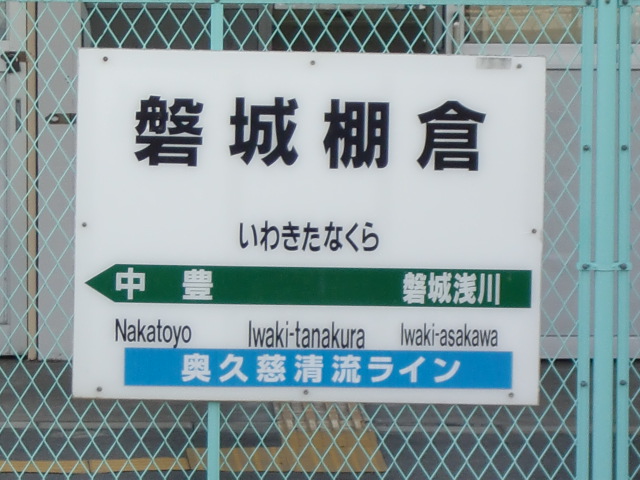 磐城棚倉
いわきたなくら
中豊 磐城浅川
Nakatoyo Iwaki-tanakura Iwaki-asakawa
奥久慈清流ライン